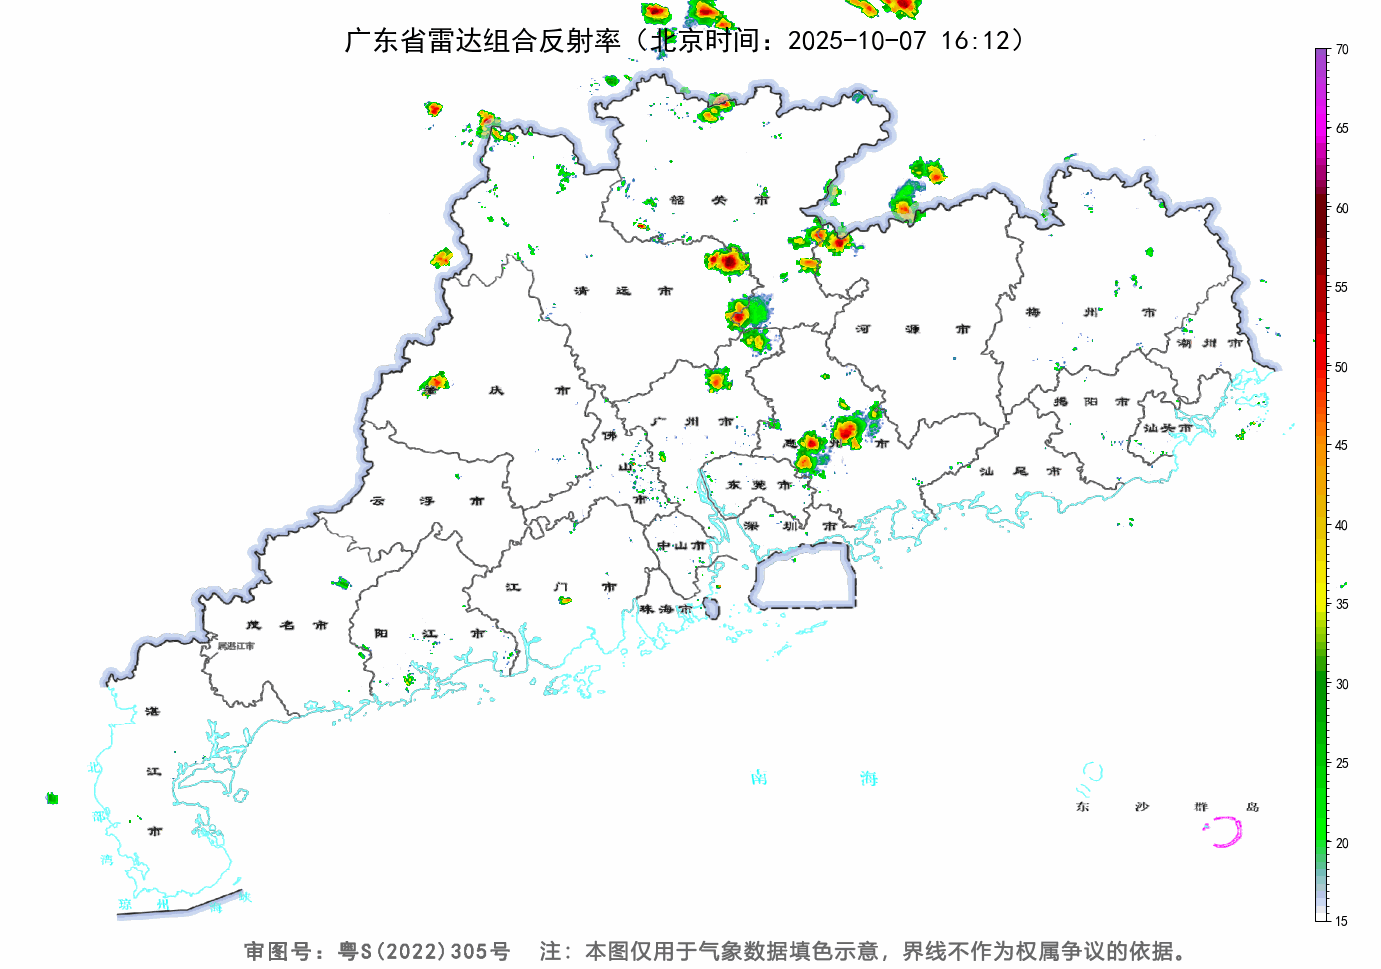 广东省雷达组合反射率（北京时间：2025-10-07 16:12）
70
65
60
55
50
45
40
35
30
25
20
15
韶关市
清远市
河源市
梅州市
潮州市
肇庆市
广州市
惠州市
揭阳市
汕头市
佛山市
东莞市
汕尾市
云浮市
深圳市
中山市
江门市
珠海市
茂名市
阳江市
属湛江市
湛江市
北部湾
南海
东沙群岛
琼州海峡
审图号：粤S(2022)305号 注：本图仅用于气象数据填色示意，界线不作为权属争议的依据。